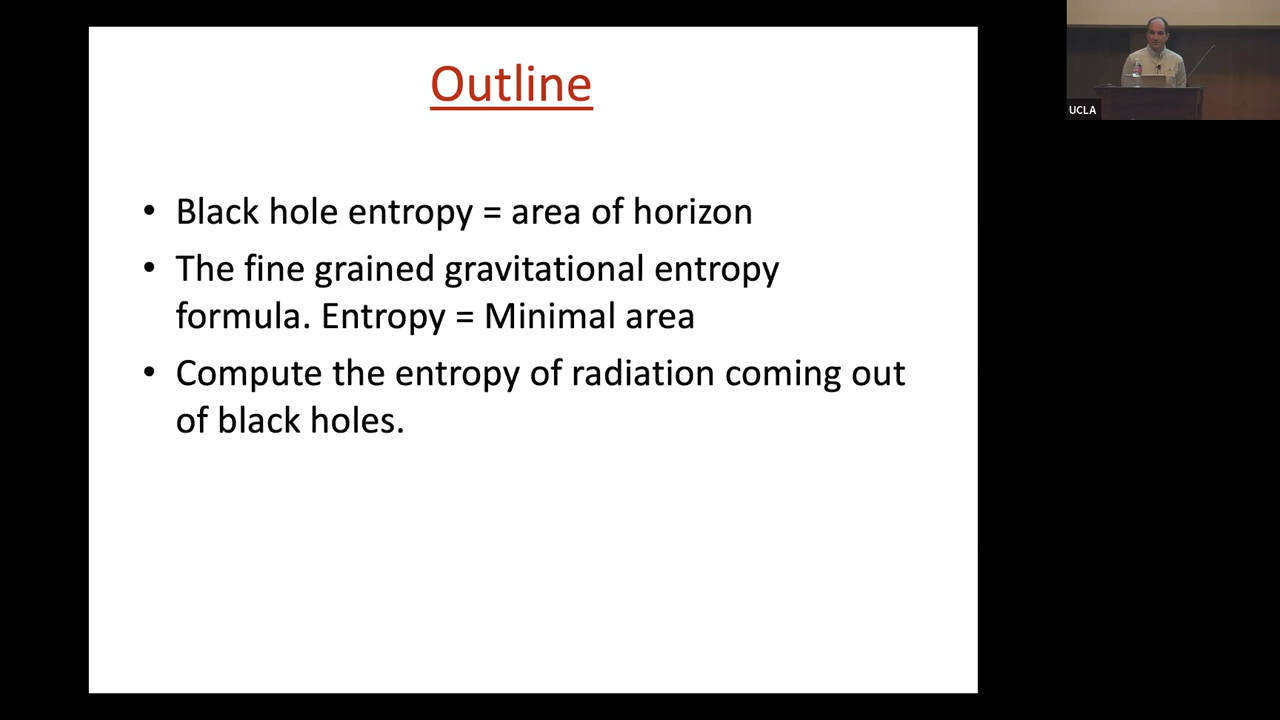 Outline
• Black hole entropy = area of horizon
• The fine grained gravitational entropy
formula. Entropy = Minimal area
• Compute the entropy of radiation coming out
of black holes.
UCLA